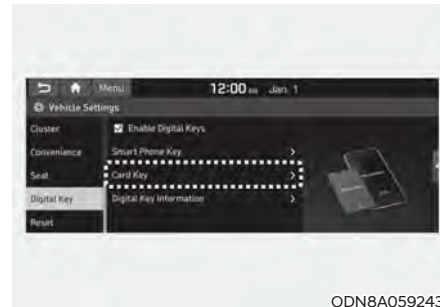 Menu 12:00 AM Jan. 1
Vehicle Settings
Cluster
Enable Digital Keys
Convenience
Smart Phone Key
Seat
Card Key
Digital Key
Digital Key Information
Reset
ODN8A059243